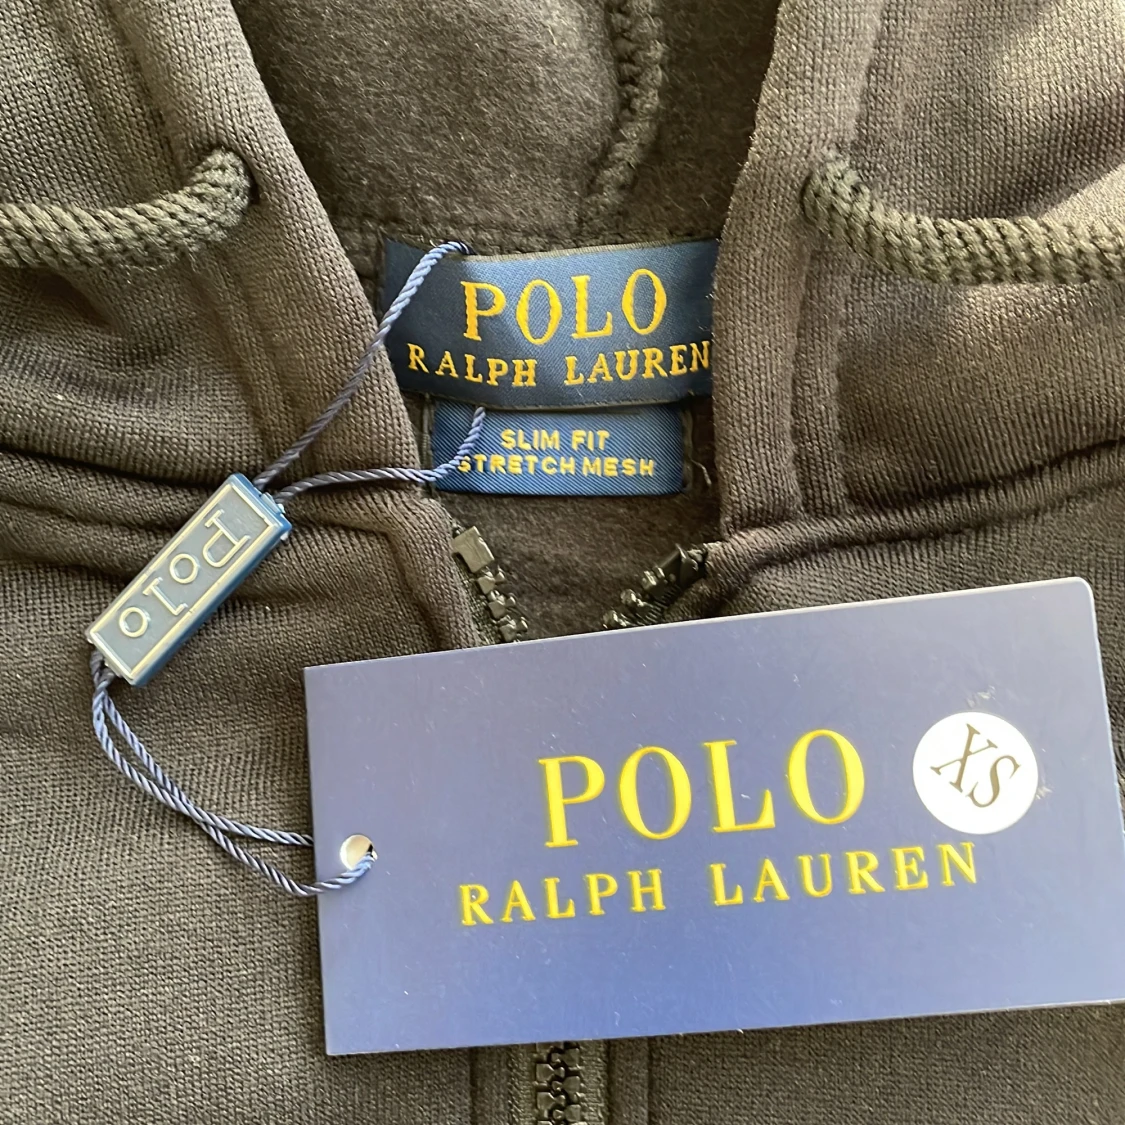 POLO
RALPH LAUREN
SLIM FIT
STRETCH MESH
Polo
POLO
XS
RALPH LAUREN